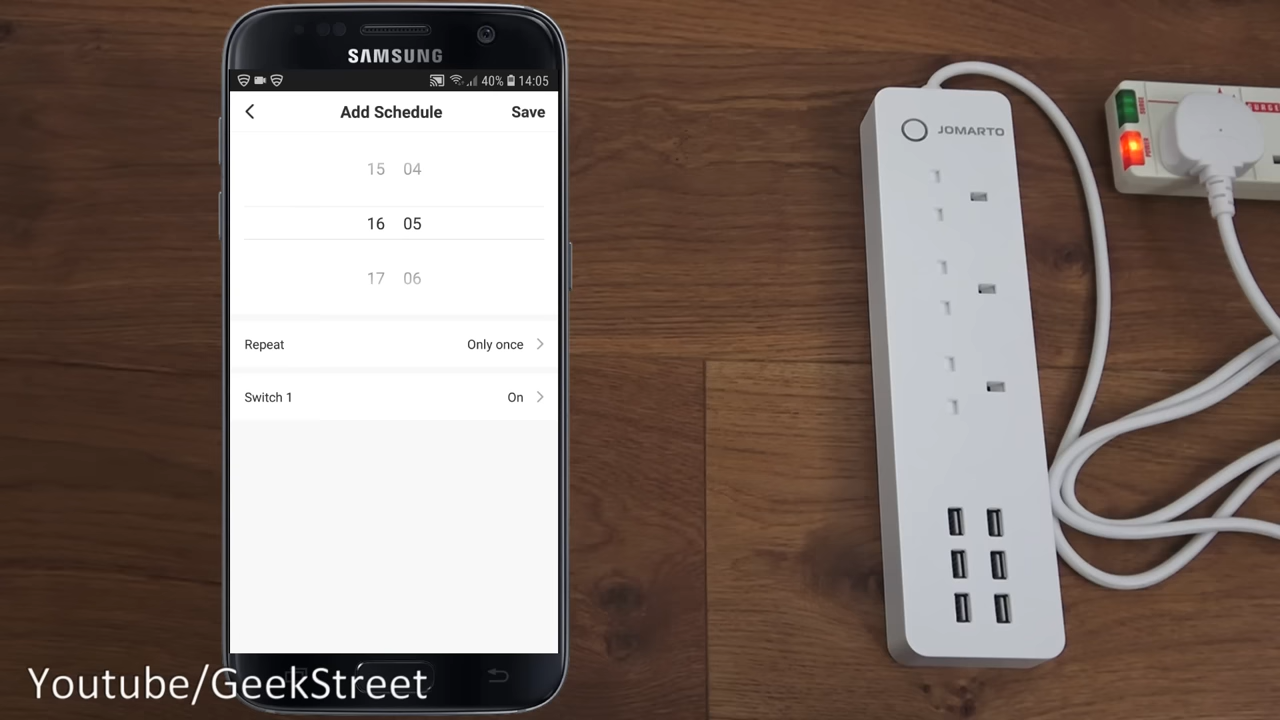 SAMSUNG
40% 14:05
Add Schedule
Save
15 04
16 05
17 06
Repeat
Only once
Switch 1
On
JOMARTO
Youtube/GeekStreet